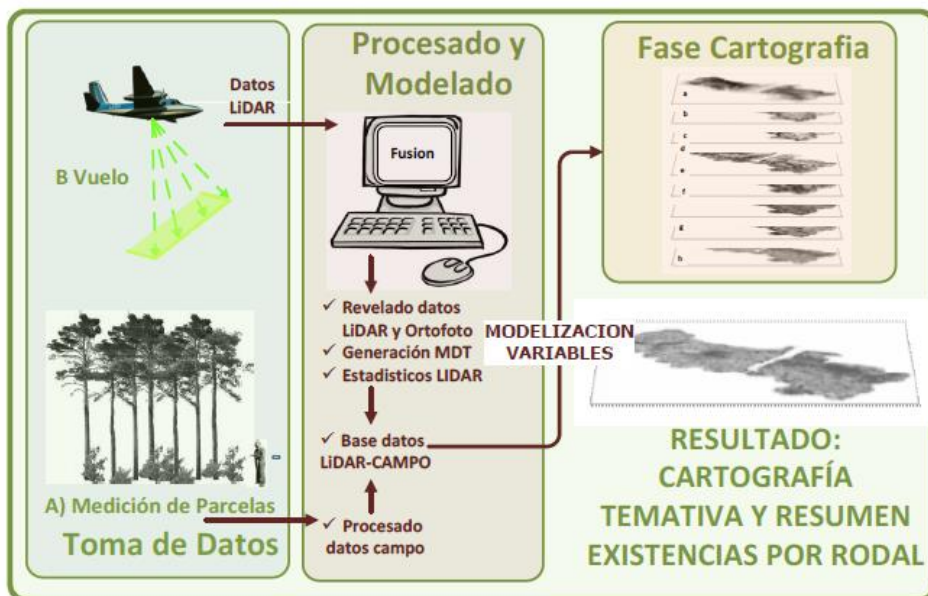 Datos
LiDAR
B Vuelo
A) Medición de Parcelas
Toma de Datos
Procesado y
Modelado
Fusion
✓ Revelado datos
LiDAR y Ortofoto
✓ Generación MDT
✓ Estadisticos LIDAR
✓ Base datos
LiDAR-CAMPO
✓ Procesado
datos campo
MODELIZACION
VARIABLES
Fase Cartografia
a
b
c
d
e
f
g
h
RESULTADO:
CARTOGRAFÍA
TEMATIVA Y RESUMEN
EXISTENCIAS POR RODAL